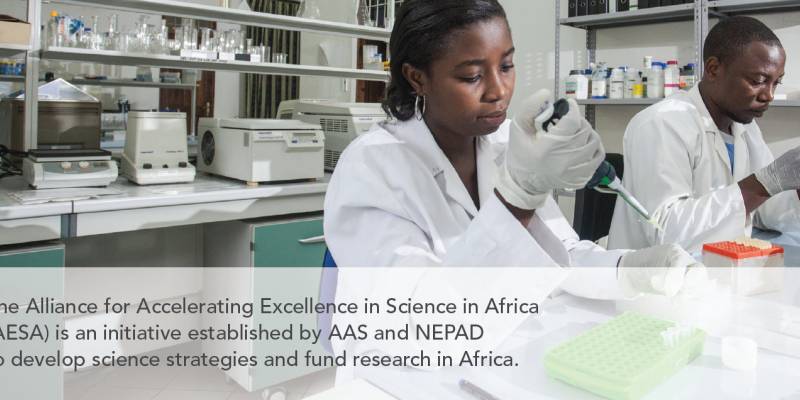 he Alliance for Accelerating Excellence in Science in Africa
AESA) is an initiative established by AAS and NEPAD
o develop science strategies and fund research in Africa.